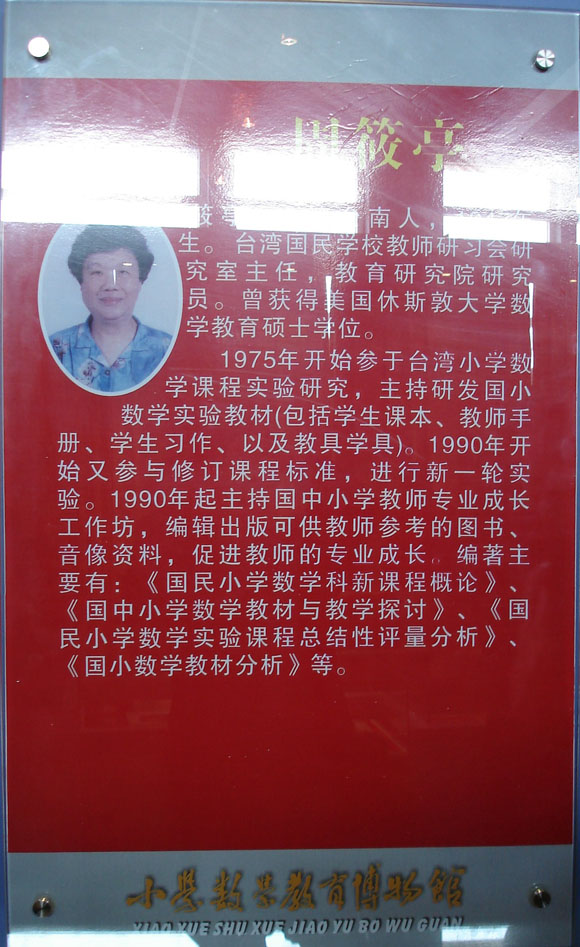 筱亭
筱 南人，
生。台湾国民学校教师研习会研
究室主任，教育研究院研究
员。曾获得美国休斯敦大学数
学教育硕士学位。
1975年开始参于台湾小学数
学课程实验研究，主持研发国小
数学实验教材(包括学生课本、教师手
册、学生习作、以及教具学具)。1990年开
始又参与修订课程标准，进行新一轮实
验。1990年起主持国中小学教师专业成长
工作坊，编辑出版可供教师参考的图书、
音像资料，促进教师的专业成长。编著主
要有：《国民小学数学科新课程概论》、
《国中小学数学教材与教学探讨》、《国
民小学数学实验课程总结性评量分析》、
《国小数学教材分析》等。
小学数学教育博物馆
XIAO XUE SHU XUE JIAO YU BO WU GUAN